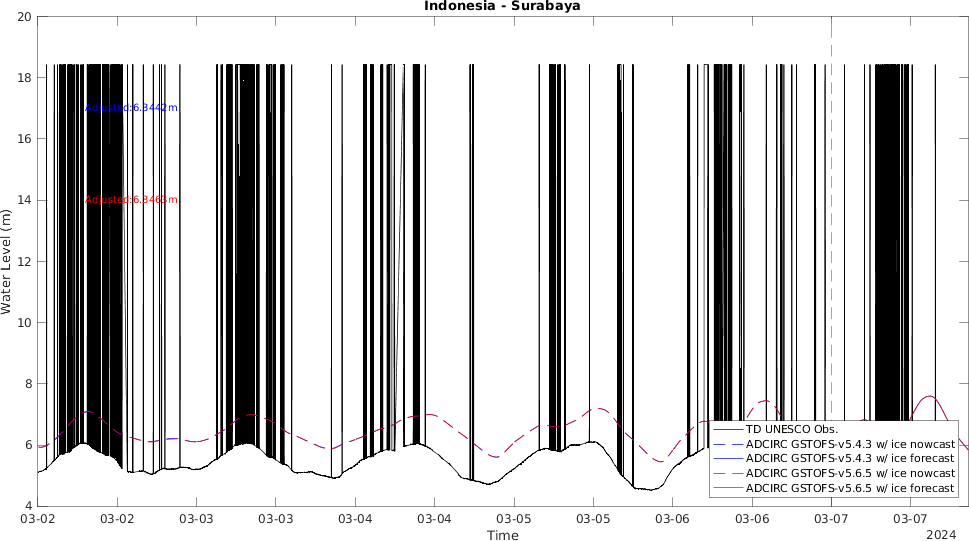 Indonesia - Surabaya
20
18
16
14
12
10
8
6
4
Water Level (m)
Adjusted:6.3442m
Adjusted:6.3463m
TD UNESCO Obs.
ADCIRC GSTOFS-v5.4.3 w/ ice nowcast
ADCIRC GSTOFS-v5.4.3 w/ ice forecast
ADCIRC GSTOFS-v5.6.5 w/ ice nowcast
ADCIRC GSTOFS-v5.6.5 w/ ice forecast
03-02 03-02 03-03 03-03 03-04 03-04 03-05 03-05 03-06 03-06 03-07 03-07
Time
2024